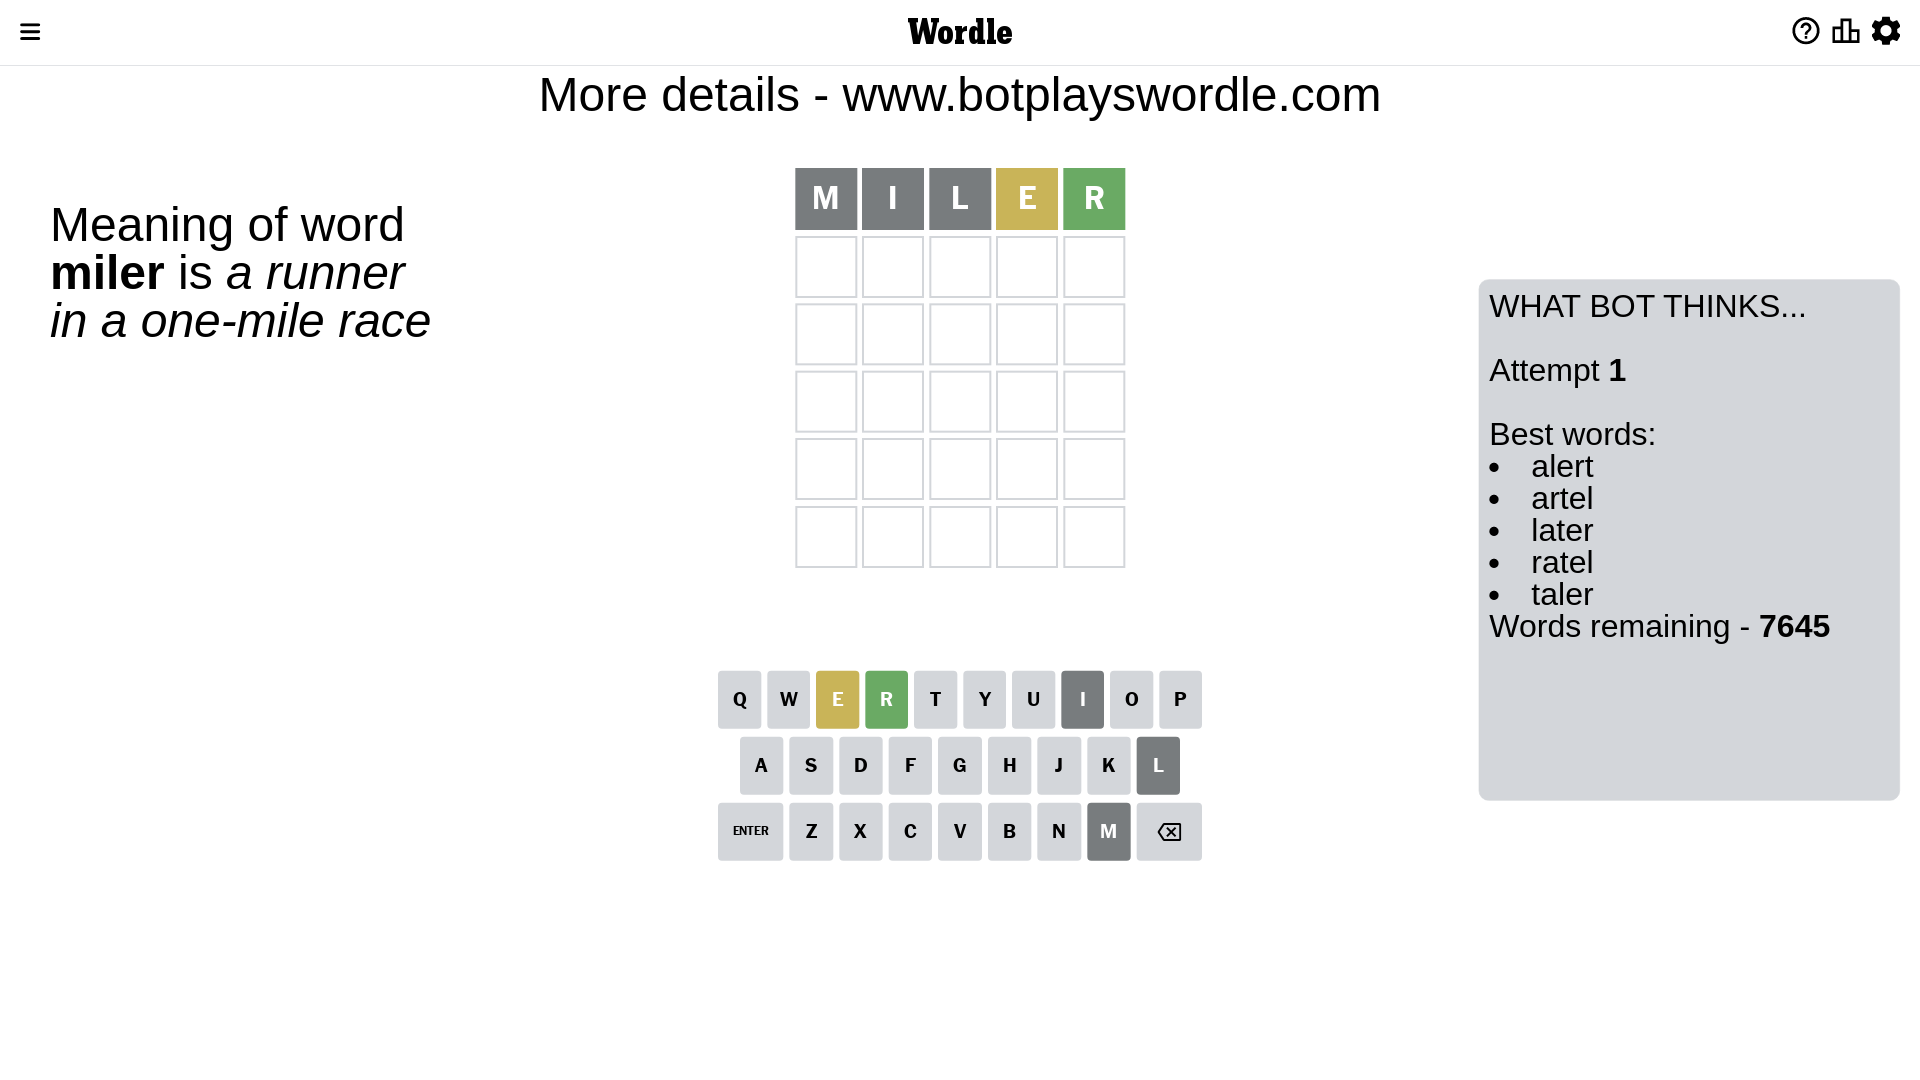 Wordle
More details - www.botplayswordle.com
Meaning of word
miler is a runner
in a one-mile race
M I L E R
WHAT BOT THINKS...
Attempt 1
Best words:
• alert
• artel
• later
• ratel
• taler
Words remaining - 7645
Q W E R T Y U I O P
A S D F G H J K L
ENTER Z X C V B N M